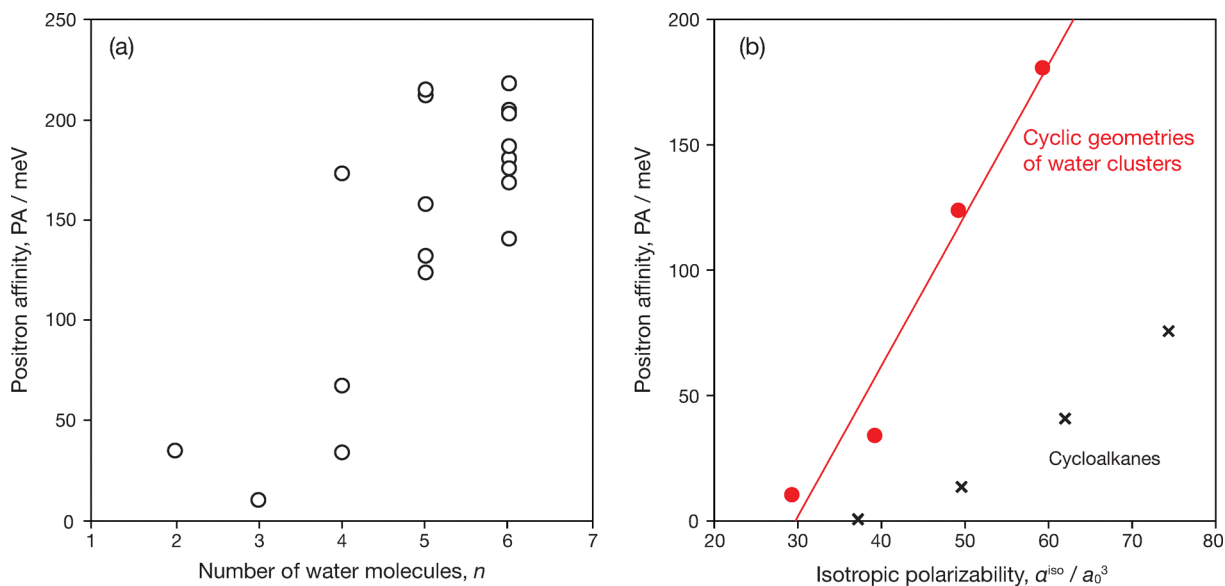 (a)
Positron affinity, PA / meV
250
200
150
100
50
0
1 2 3 4 5 6 7
Number of water molecules, n
(b)
Positron affinity, PA / meV
200
150
100
50
0
Cyclic geometries
of water clusters
Cycloalkanes
20 30 40 50 60 70 80
Isotropic polarizability, α^iso / a₀³